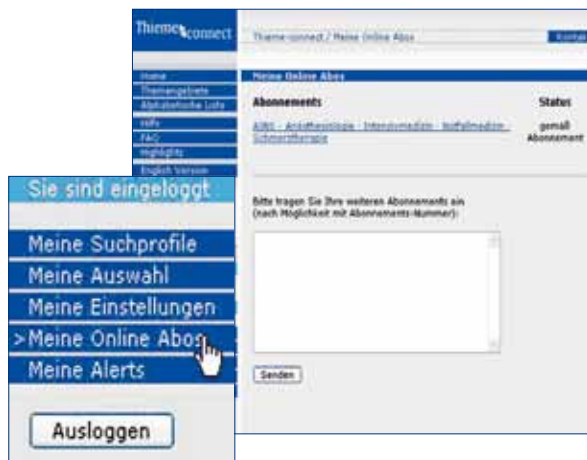 Thieme connect
Thieme-connect / Meine Online Abos
Kontakt
Home
Themengebiete
Alphabetische Liste
Hilfe
FAQ
Highlights
English Version
Meine Online Abos
Abonnements
Status
AINS - Anästhesiologie - Intensivmedizin - Notfallmedizin -
Schmerztherapie
gemäß
Abonnement
Bitte tragen Sie Ihre weiteren Abonnements ein
(nach Möglichkeit mit Abonnements-Nummer):
Senden
Sie sind eingeloggt
Meine Suchprofile
Meine Auswahl
Meine Einstellungen
>Meine Online Abos
Meine Alerts
Ausloggen